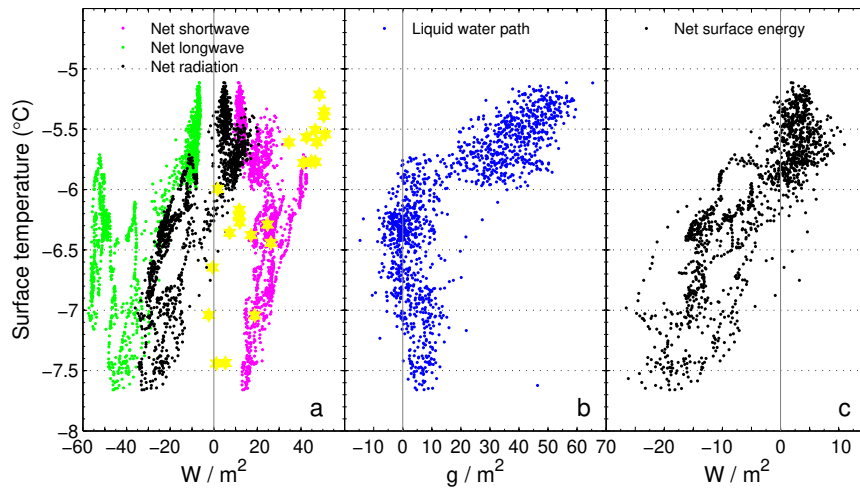 Net shortwave
Net longwave
Net radiation
Liquid water path
Net surface energy
Surface temperature (°C)
−5
−5.5
−6
−6.5
−7
−7.5
−8
a
b
c
−60 −40 −20 0 20 40 60
−10 0 10 20 30 40 50 60 70
−20 −10 0 10
W / m²
g / m²
W / m²